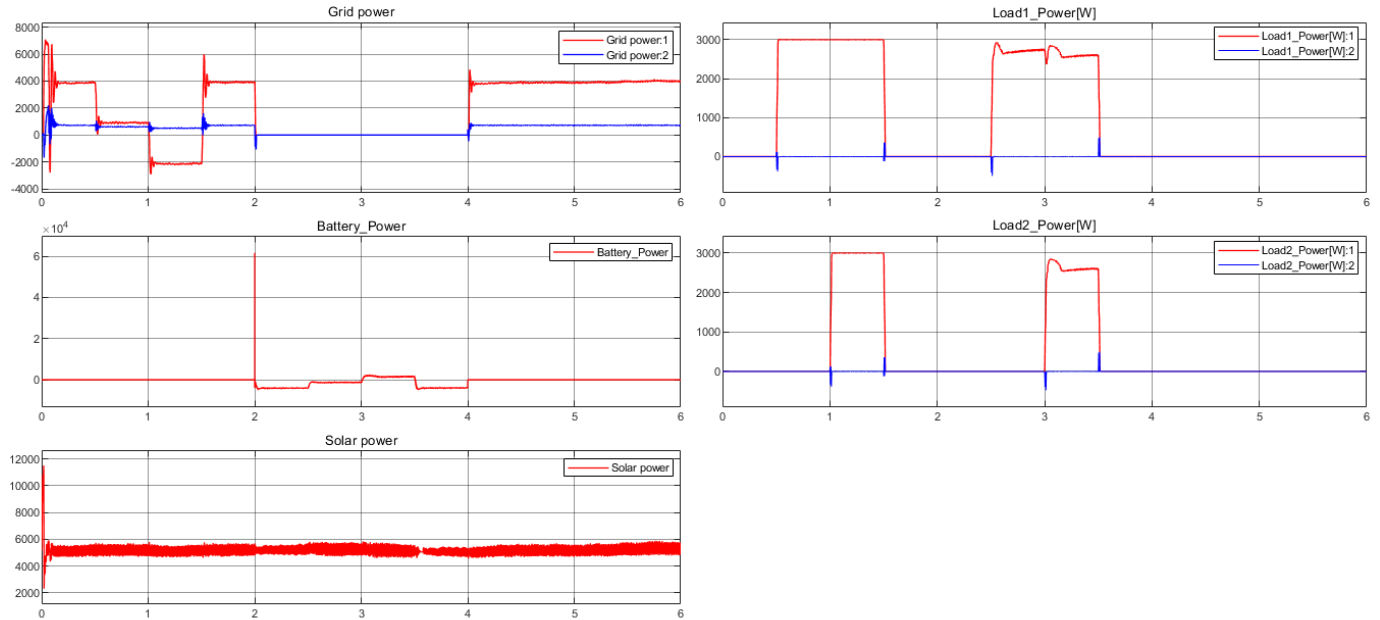 Grid power
8000
6000
4000
2000
0
-2000
-4000
Grid power:1
Grid power:2
0 1 2 3 4 5 6
Load1_Power[W]
3000
2000
1000
0
Load1_Power[W]:1
Load1_Power[W]:2
0 1 2 3 4 5 6
Battery_Power
×10⁴
6
4
2
0
Battery_Power
0 1 2 3 4 5 6
Load2_Power[W]
3000
2000
1000
0
Load2_Power[W]:1
Load2_Power[W]:2
0 1 2 3 4 5 6
Solar power
12000
10000
8000
6000
4000
2000
Solar power
0 1 2 3 4 5 6